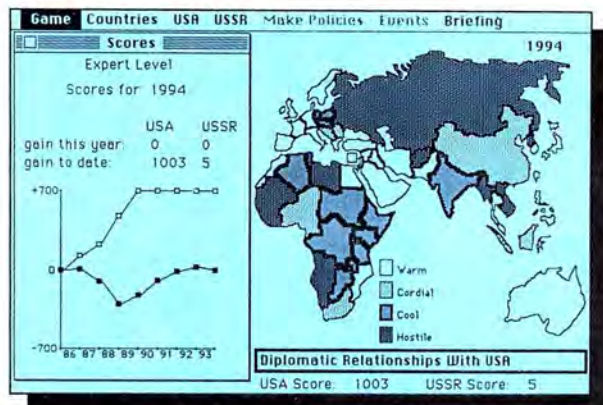 Game Countries USA USSR Make Policies Events Briefing
Scores
Expert Level
Scores for 1994
USA USSR
gain this year: 0 0
gain to date: 1003 5
+700
0
-700
86 87 88 89 90 91 92 93
1994
Warm
Cordial
Cool
Hostile
Diplomatic Relationships With USA
USA Score: 1003 USSR Score: 5